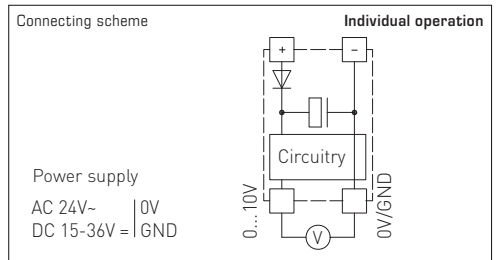 Connecting scheme
Individual operation
+ −
Circuitry
Power supply
AC 24V~ | 0V
DC 15-36V = | GND
0...10V
0V/GND
V